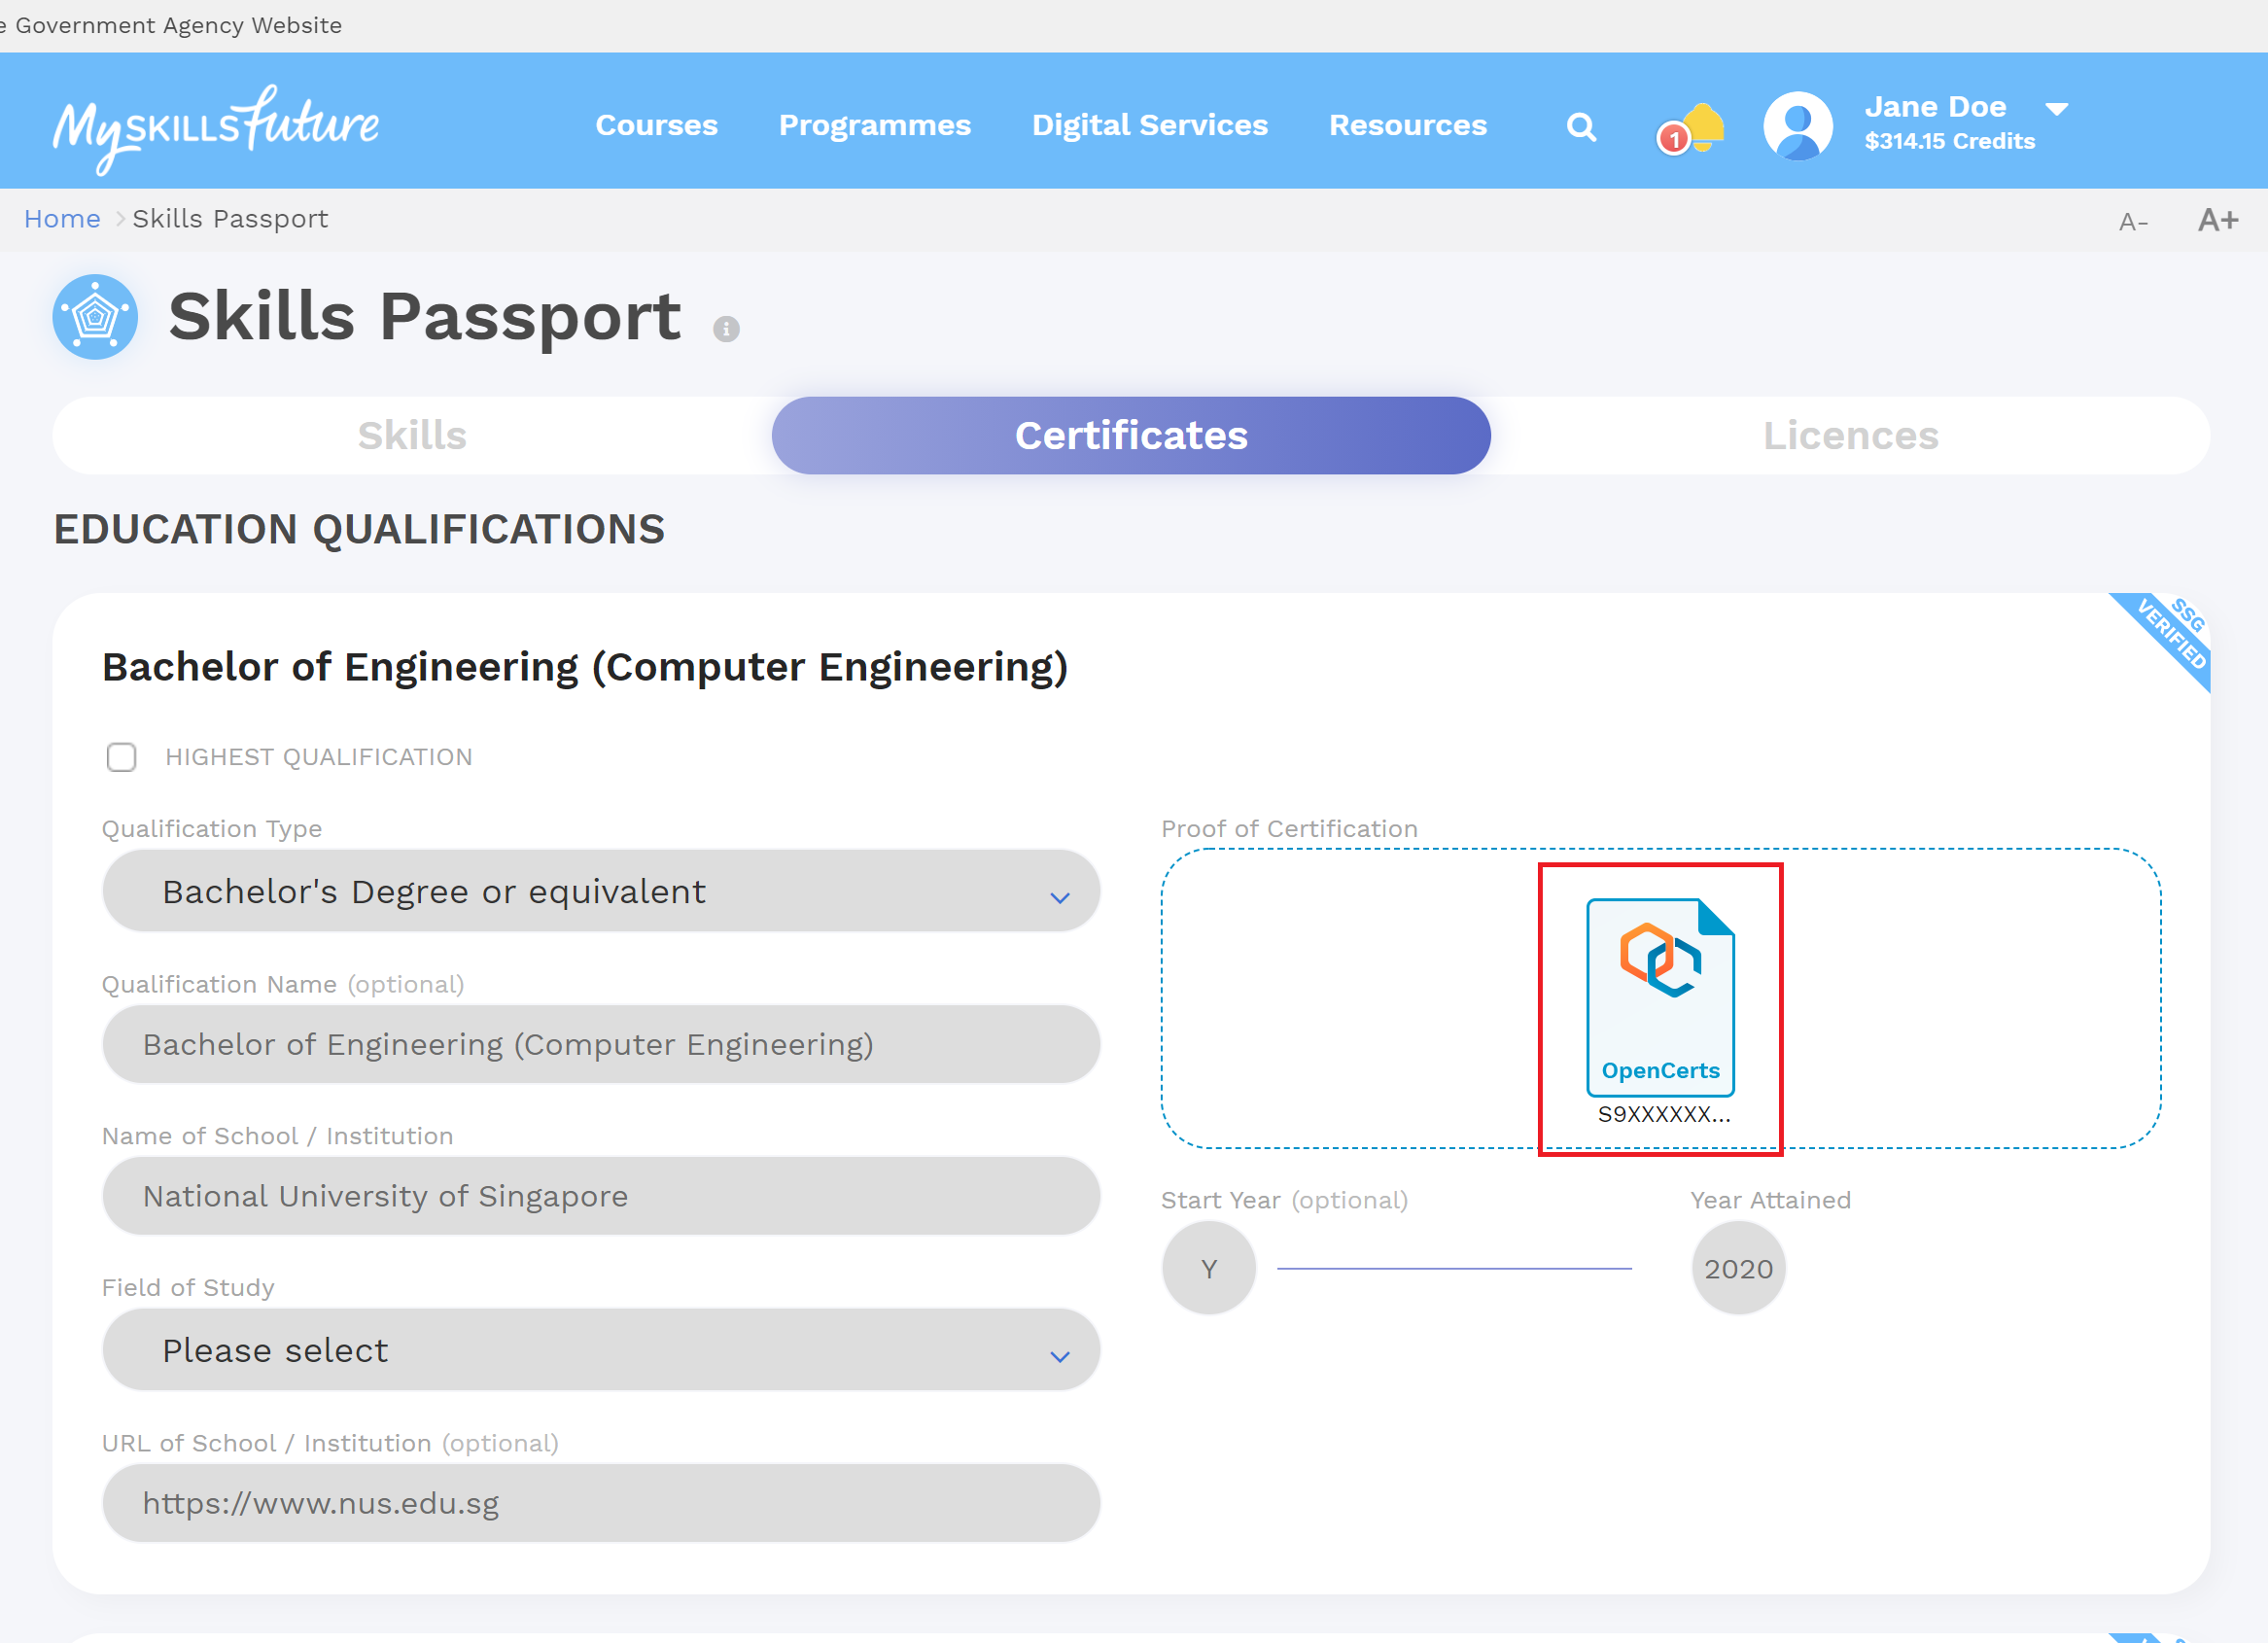 Government Agency Website
MySKILLSfuture
Courses Programmes Digital Services Resources
1
Jane Doe
$314.15 Credits
Home Skills Passport
A- A+
Skills Passport
Skills Certificates Licences
EDUCATION QUALIFICATIONS
SSG
VERIFIED
Bachelor of Engineering (Computer Engineering)
HIGHEST QUALIFICATION
Qualification Type
Bachelor's Degree or equivalent
Qualification Name (optional)
Bachelor of Engineering (Computer Engineering)
Name of School / Institution
National University of Singapore
Field of Study
Please select
URL of School / Institution (optional)
https://www.nus.edu.sg
Proof of Certification
OpenCerts
S9XXXXXX...
Start Year (optional)
Y
Year Attained
2020